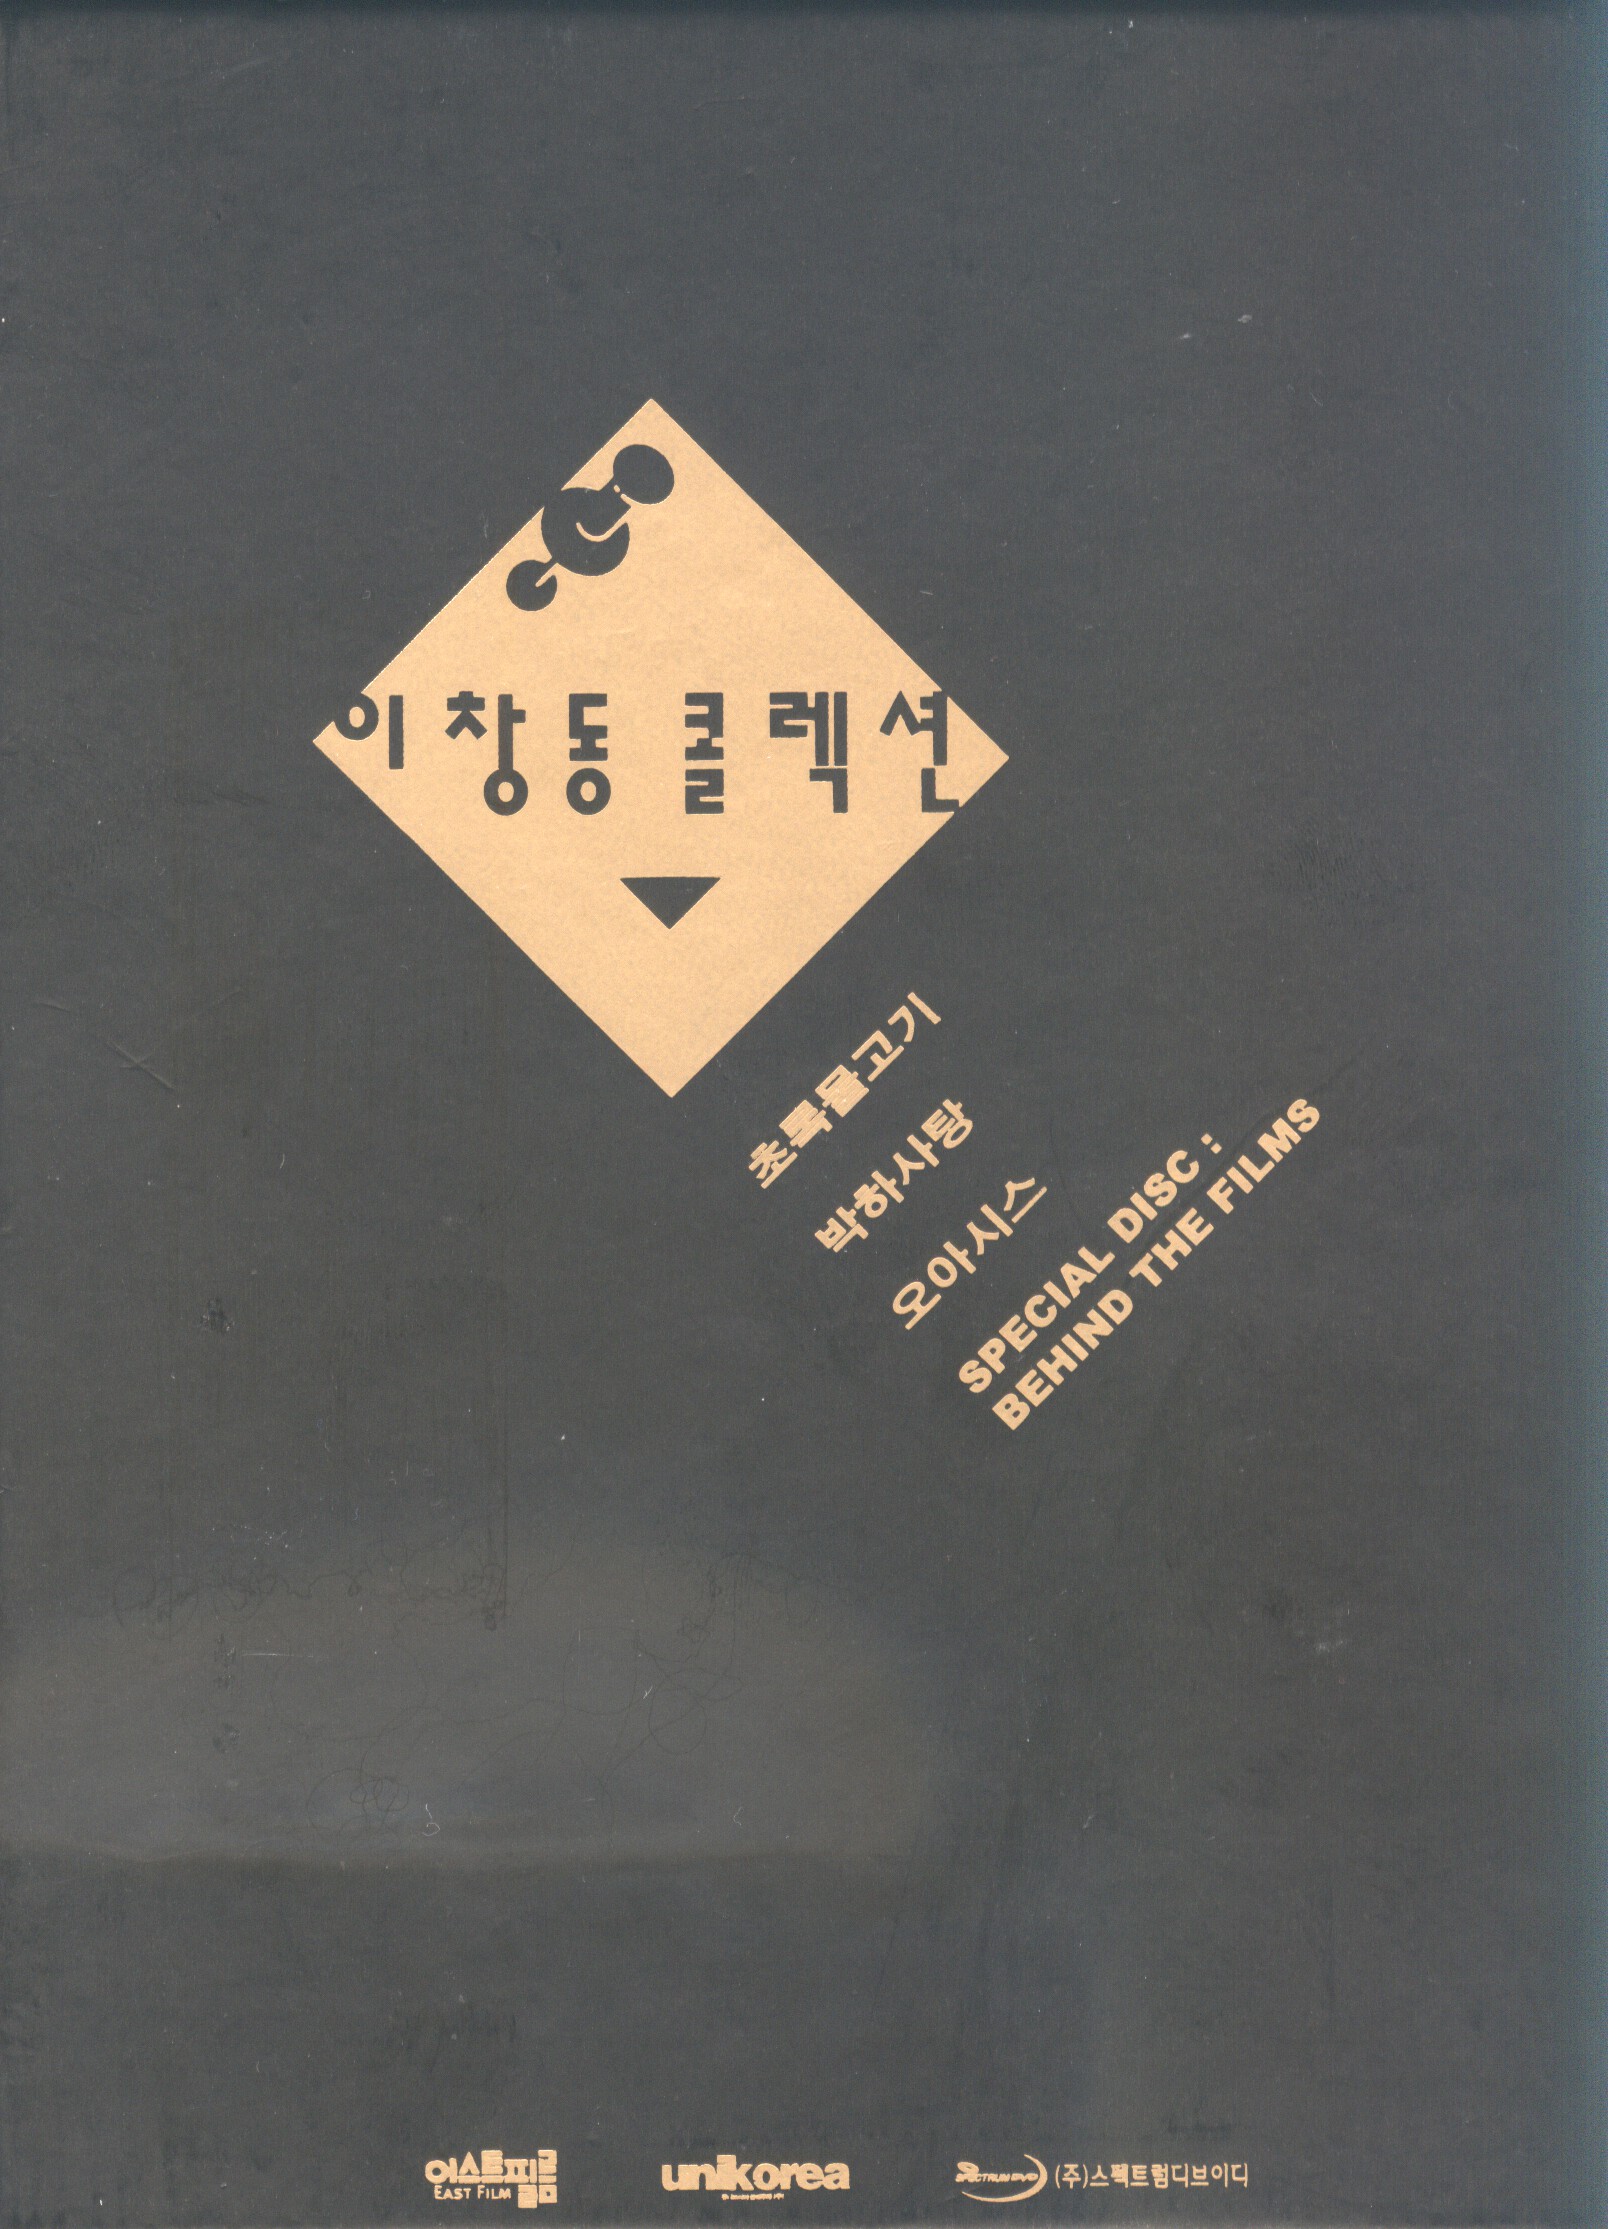 이창동 콜렉션
초록물고기
박하사탕
오아시스
SPECIAL DISC :
BEHIND THE FILMS
이스트필름
EAST FILM
unikorea
SPECTRUM DVD (주)스펙트럼디브이디